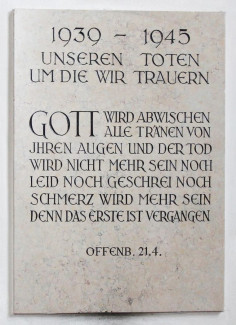 1939 - 1945
UNSEREN TOTEN
UM DIE WIR TRAUERN
GOTT WIRD ABWISCHEN
ALLE TRÄNEN VON
JHREN AUGEN UND DER TOD
WIRD NICHT MEHR SEIN NOCH
LEID NOCH GESCHREI NOCH
SCHMERZ WIRD MEHR SEIN
DENN DAS ERSTE IST VERGANGEN
OFFENB. 21,4.